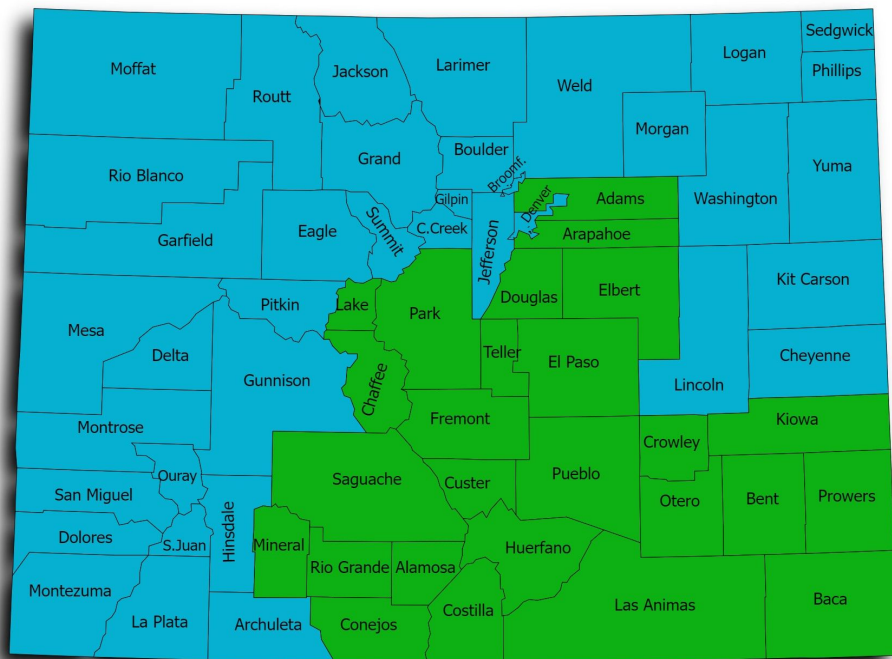 Sedgwick
Logan
Moffat
Jackson
Larimer
Phillips
Routt
Weld
Morgan
Boulder
Grand
Yuma
Rio Blanco
Broomf.
Gilpin
Adams
Washington
Denver
Summit
C.Creek
Eagle
Garfield
Arapahoe
Jefferson
Kit Carson
Elbert
Pitkin
Lake
Douglas
Park
Mesa
Teller
Delta
Gunnison
El Paso
Cheyenne
Chaffee
Lincoln
Fremont
Kiowa
Montrose
Crowley
Ouray
Saguache
Custer
Pueblo
San Miguel
Prowers
Otero
Bent
Hinsdale
Dolores
S.Juan
Mineral
Huerfano
Rio Grande
Alamosa
Montezuma
Baca
Las Animas
Costilla
La Plata
Archuleta
Conejos